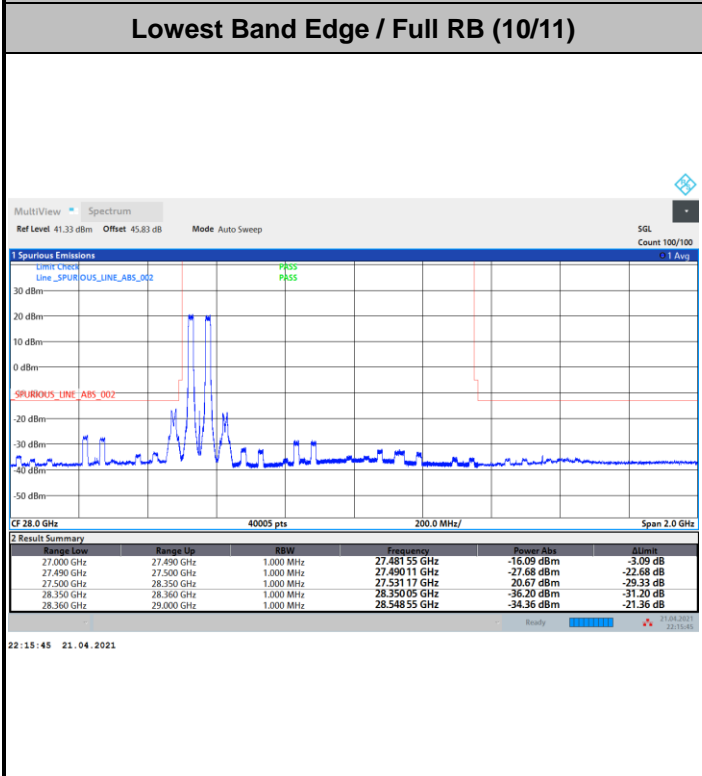 Lowest Band Edge / Full RB (10/11)
MultiView Spectrum
Ref Level 41.33 dBm Offset 45.83 dB Mode Auto Sweep SGL
Count 100/100
1 Spurious Emissions 1 Avg
Limit Check PASS
Line _SPURIOUS_LINE_ABS_002 PASS
30 dBm
20 dBm
10 dBm
0 dBm
SPURIOUS_LINE_ABS_002
-20 dBm
-30 dBm
-40 dBm
-50 dBm
CF 28.0 GHz 40005 pts 200.0 MHz/ Span 2.0 GHz
2 Result Summary
Range Low Range Up RBW Frequency Power Abs ΔLimit
27.000 GHz 27.490 GHz 1.000 MHz 27.481 55 GHz -16.09 dBm -3.09 dB
27.490 GHz 27.500 GHz 1.000 MHz 27.490 11 GHz -27.68 dBm -22.68 dB
27.500 GHz 28.350 GHz 1.000 MHz 27.531 17 GHz 20.67 dBm -29.33 dB
28.350 GHz 28.360 GHz 1.000 MHz 28.350 05 GHz -36.20 dBm -31.20 dB
28.360 GHz 29.000 GHz 1.000 MHz 28.548 55 GHz -34.36 dBm -21.36 dB
Ready 21.04.2021
22:15:45
22:15:45 21.04.2021